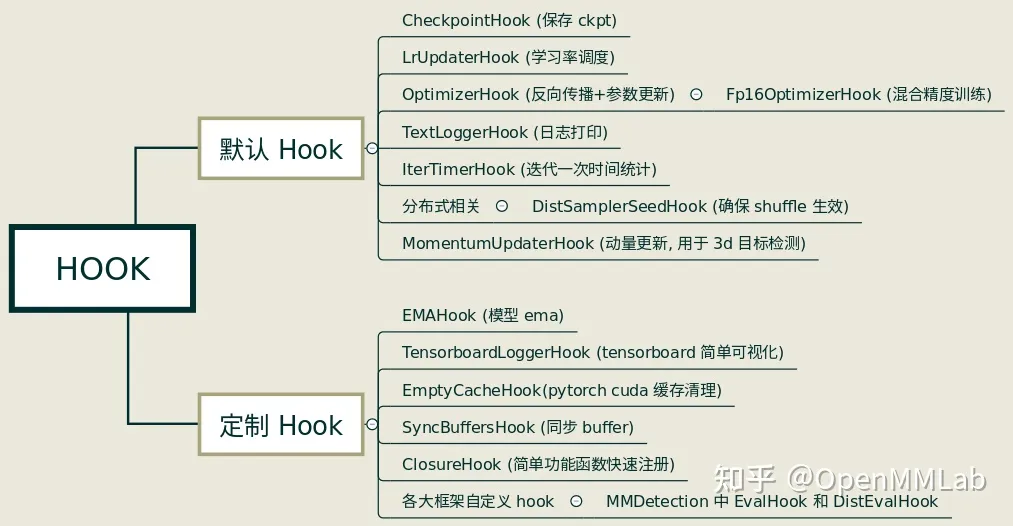 HOOK
默认 Hook
CheckpointHook (保存 ckpt)
LrUpdaterHook (学习率调度)
OptimizerHook (反向传播+参数更新) Fp16OptimizerHook (混合精度训练)
TextLoggerHook (日志打印)
IterTimerHook (迭代一次时间统计)
分布式相关 DistSamplerSeedHook (确保 shuffle 生效)
MomentumUpdaterHook (动量更新, 用于 3d 目标检测)
定制 Hook
EMAHook (模型 ema)
TensorboardLoggerHook (tensorboard 简单可视化)
EmptyCacheHook(pytorch cuda 缓存清理)
SyncBuffersHook (同步 buffer)
ClosureHook (简单功能函数快速注册)
各大框架自定义 hook MMDetection 中 EvalHook 和 DistEvalHook
知乎 @OpenMMLab